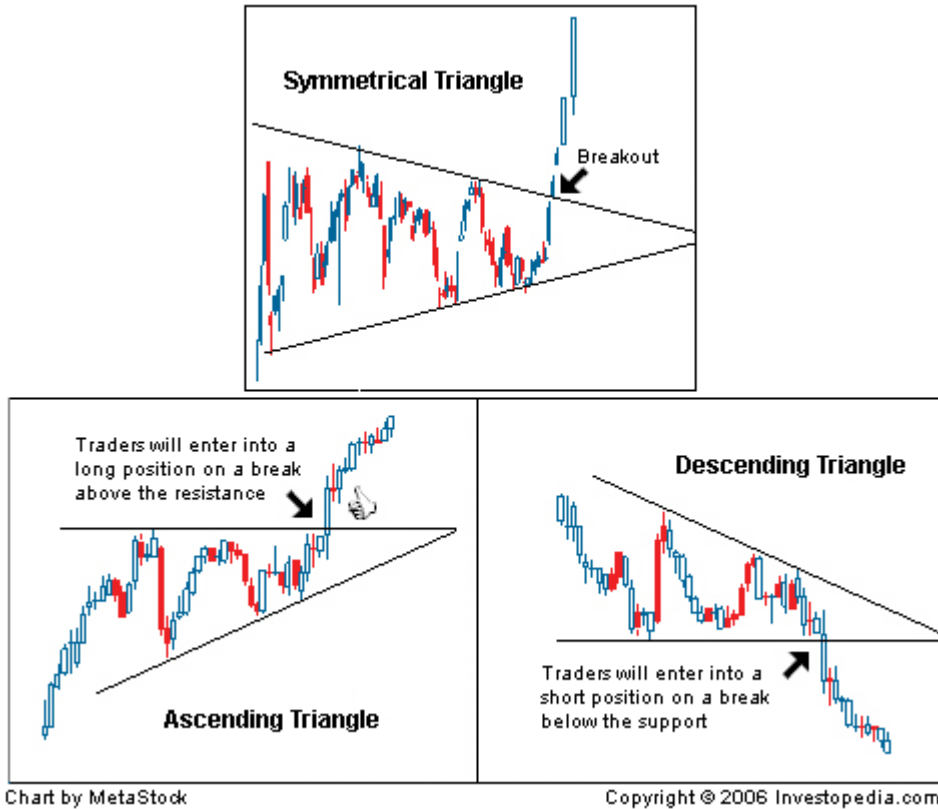 Symmetrical Triangle
Breakout
Traders will enter into a
long position on a break
above the resistance
Ascending Triangle
Descending Triangle
Traders will enter into a
short position on a break
below the support
Chart by MetaStock
Copyright © 2006 Investopedia.com